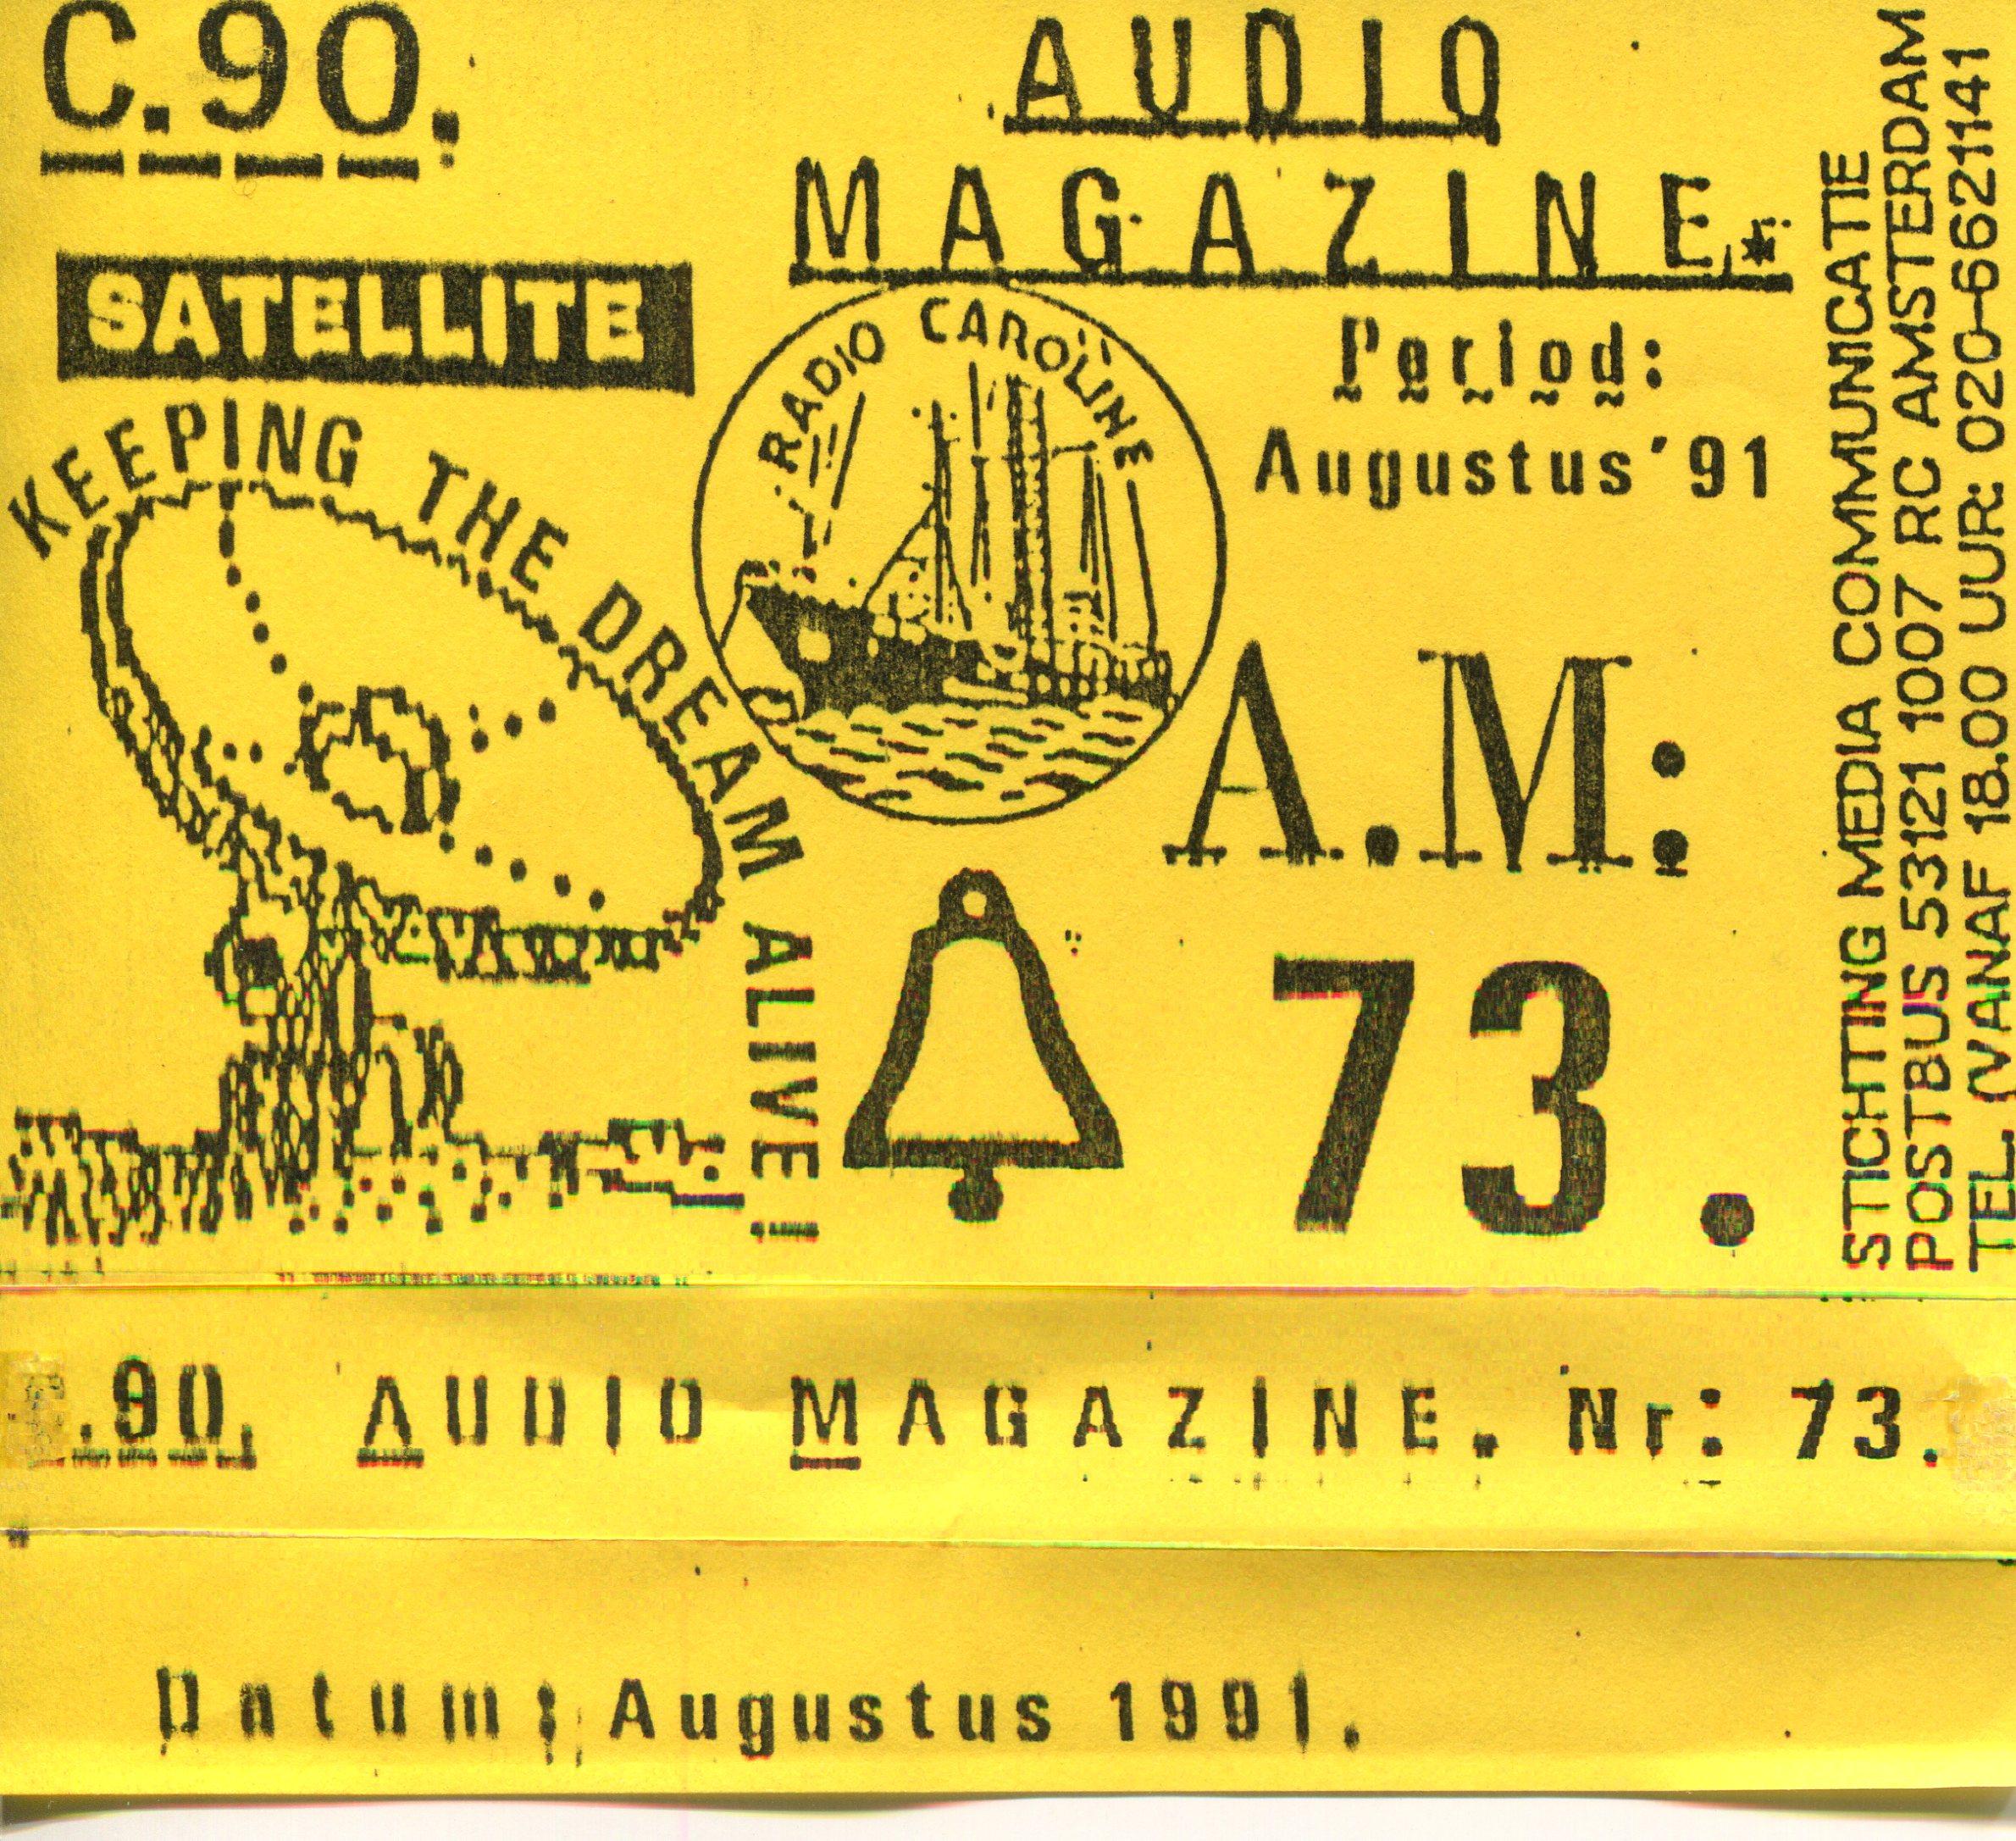 C.90.
AUDIO
MAGAZINE.*
SATELLITE
KEEPING THE DREAM ALIVE!
RADIO CAROLINE
Period:
Augustus '91
A.M:
73.
STICHTING MEDIA COMMUNICATIE
POSTBUS 53121 1007 RC AMSTERDAM
TEL. (VANAF 18.00 UUR: 020-6621141
.90. AUDIO MAGAZINE. Nr: 73.
Datum: Augustus 1991.